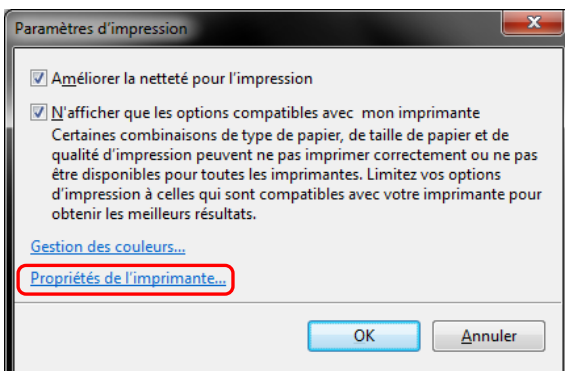 Paramètres d'impression
Améliorer la netteté pour l'impression
N'afficher que les options compatibles avec  mon imprimante
Certaines combinaisons de type de papier, de taille de papier et de
qualité d'impression peuvent ne pas imprimer correctement ou ne pas
être disponibles pour toutes les imprimantes. Limitez vos options
d'impression à celles qui sont compatibles avec votre imprimante pour
obtenir les meilleurs résultats.
Gestion des couleurs...
Propriétés de l'imprimante...
OK Annuler